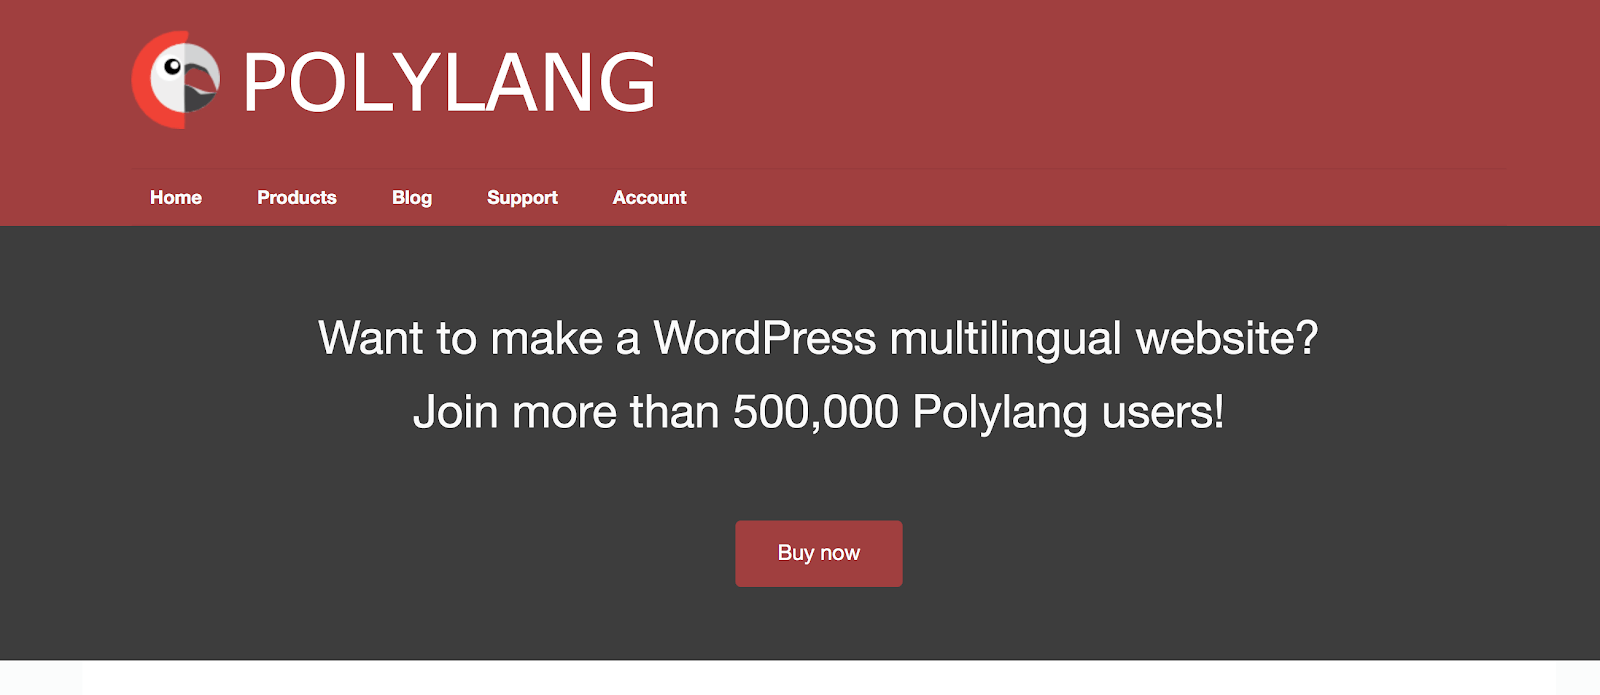 POLYLANG
Home Products Blog Support Account
Want to make a WordPress multilingual website?
Join more than 500,000 Polylang users!
Buy now